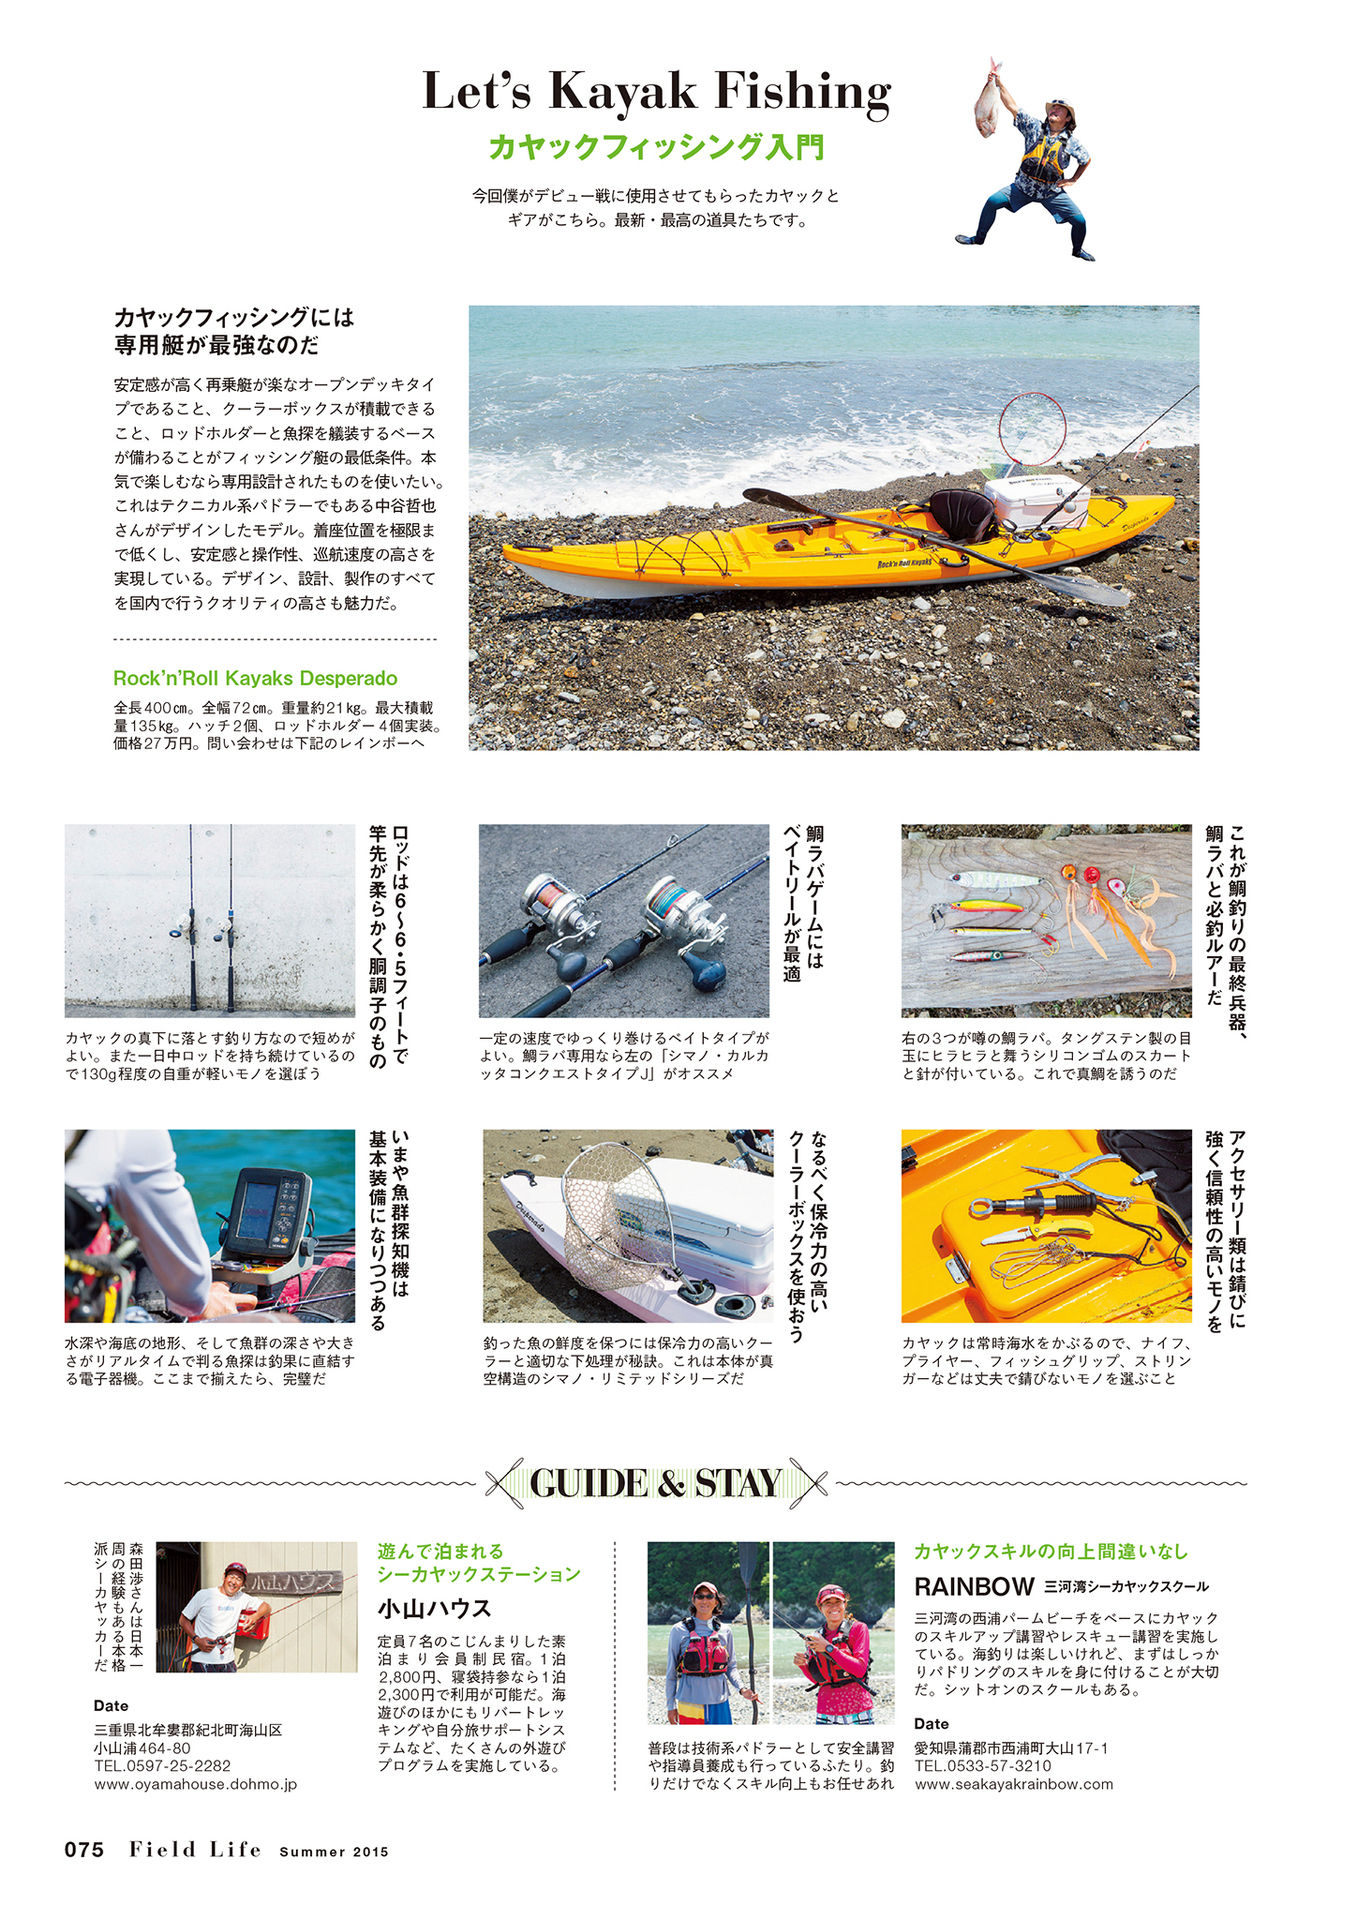 Let's Kayak Fishing
カヤックフィッシング入門
今回僕がデビュー戦に使用させてもらったカヤックと
ギアがこちら。最新・最高の道具たちです。
カヤックフィッシングには
専用艇が最強なのだ
安定感が高く再乗艇が楽なオープンデッキタイ
プであること、クーラーボックスが積載できる
こと、ロッドホルダーと魚探を艤装するベース
が備わることがフィッシング艇の最低条件。本
気で楽しむなら専用設計されたものを使いたい。
これはテクニカル系パドラーでもある中谷哲也
さんがデザインしたモデル。着座位置を極限ま
で低くし、安定感と操作性、巡航速度の高さを
実現している。デザイン、設計、製作のすべて
を国内で行うクオリティの高さも魅力だ。
Rock'n'Roll Kayaks Desperado
全長400㎝。全幅72㎝。重量約21㎏。最大積載
量135㎏。ハッチ2個、ロッドホルダー4個実装。
価格27万円。問い合わせは下記のレインボーへ
Rock'n Roll Kayaks
Desperado
ロッドは6〜6・5フィートで
竿先が柔らかく胴調子のもの
カヤックの真下に落とす釣り方なので短めが
よい。また一日中ロッドを持ち続けているの
で130g程度の自重が軽いモノを選ぼう
鯛ラバゲームには
ベイトリールが最適
一定の速度でゆっくり巻けるベイトタイプが
よい。鯛ラバ専用なら左の「シマノ・カルカ
ッタコンクエストタイプJ」がオススメ
これが鯛釣りの最終兵器、
鯛ラバと必釣ルアーだ
右の3つが噂の鯛ラバ。タングステン製の目
玉にヒラヒラと舞うシリコンゴムのスカート
と針が付いている。これで真鯛を誘うのだ
いまや魚群探知機は
基本装備になりつつある
水深や海底の地形、そして魚群の深さや大き
さがリアルタイムで判る魚探は釣果に直結す
る電子器機。ここまで揃えたら、完璧だ
なるべく保冷力の高い
クーラーボックスを使おう
Desperado
釣った魚の鮮度を保つには保冷力の高いクー
ラーと適切な下処理が秘訣。これは本体が真
空構造のシマノ・リミテッドシリーズだ
アクセサリー類は錆びに
強く信頼性の高いモノを
カヤックは常時海水をかぶるので、ナイフ、
プライヤー、フィッシュグリップ、ストリン
ガーなどは丈夫で錆びないモノを選ぶこと
GUIDE & STAY
森田渉さんは日本一
周の経験もある本格
派シーカヤッカーだ
小山ハウス
Date
三重県北牟婁郡紀北町海山区
小山浦464-80
TEL.0597-25-2282
www.oyamahouse.dohmo.jp
遊んで泊まれる
シーカヤックステーション
小山ハウス
定員7名のこじんまりした素
泊まり会員制民宿。1泊
2,800円、寝袋持参なら1泊
2,300円で利用が可能だ。海
遊びのほかにもリバートレッ
キングや自分旅サポートシス
テムなど、たくさんの外遊び
プログラムを実施している。
普段は技術系パドラーとして安全講習
や指導員養成も行っているふたり。釣
りだけでなくスキル向上もお任せあれ
カヤックスキルの向上間違いなし
RAINBOW 三河湾シーカヤックスクール
三河湾の西浦パームビーチをベースにカヤック
のスキルアップ講習やレスキュー講習を実施し
ている。海釣りは楽しいけれど、まずはしっか
りパドリングのスキルを身に付けることが大切
だ。シットオンのスクールもある。
Date
愛知県蒲郡市西浦町大山17-1
TEL.0533-57-3210
www.seakayakrainbow.com
075 Field Life Summer 2015